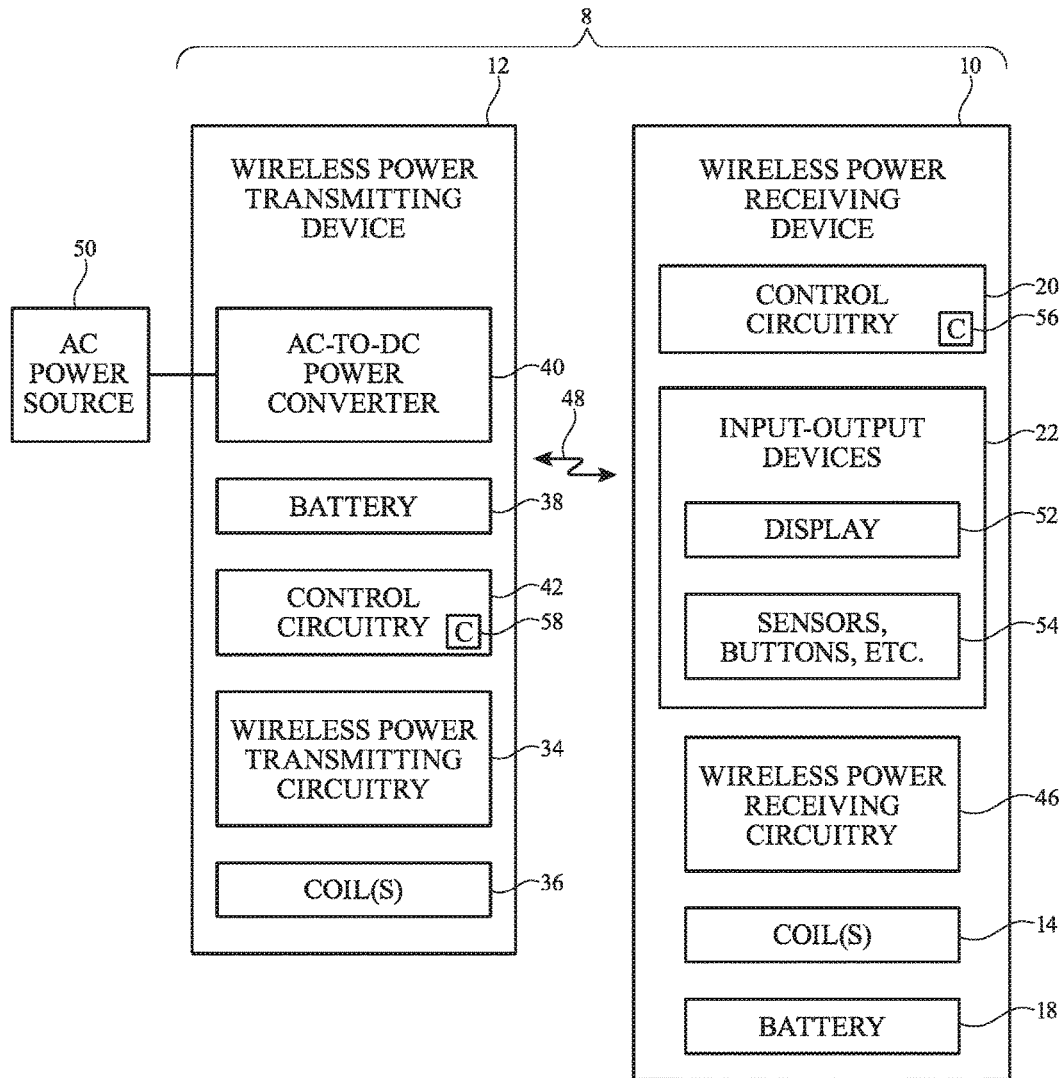 8
12
10
WIRELESS POWER
TRANSMITTING
DEVICE
WIRELESS POWER
RECEIVING
DEVICE
50
AC
POWER
SOURCE
AC-TO-DC
POWER
CONVERTER
40
48
BATTERY
38
CONTROL
CIRCUITRY
C
42
58
WIRELESS POWER
TRANSMITTING
CIRCUITRY
34
COIL(S)
36
CONTROL
CIRCUITRY
C
20
56
INPUT-OUTPUT
DEVICES
22
DISPLAY
52
SENSORS,
BUTTONS, ETC.
54
WIRELESS POWER
RECEIVING
CIRCUITRY
46
COIL(S)
14
BATTERY
18